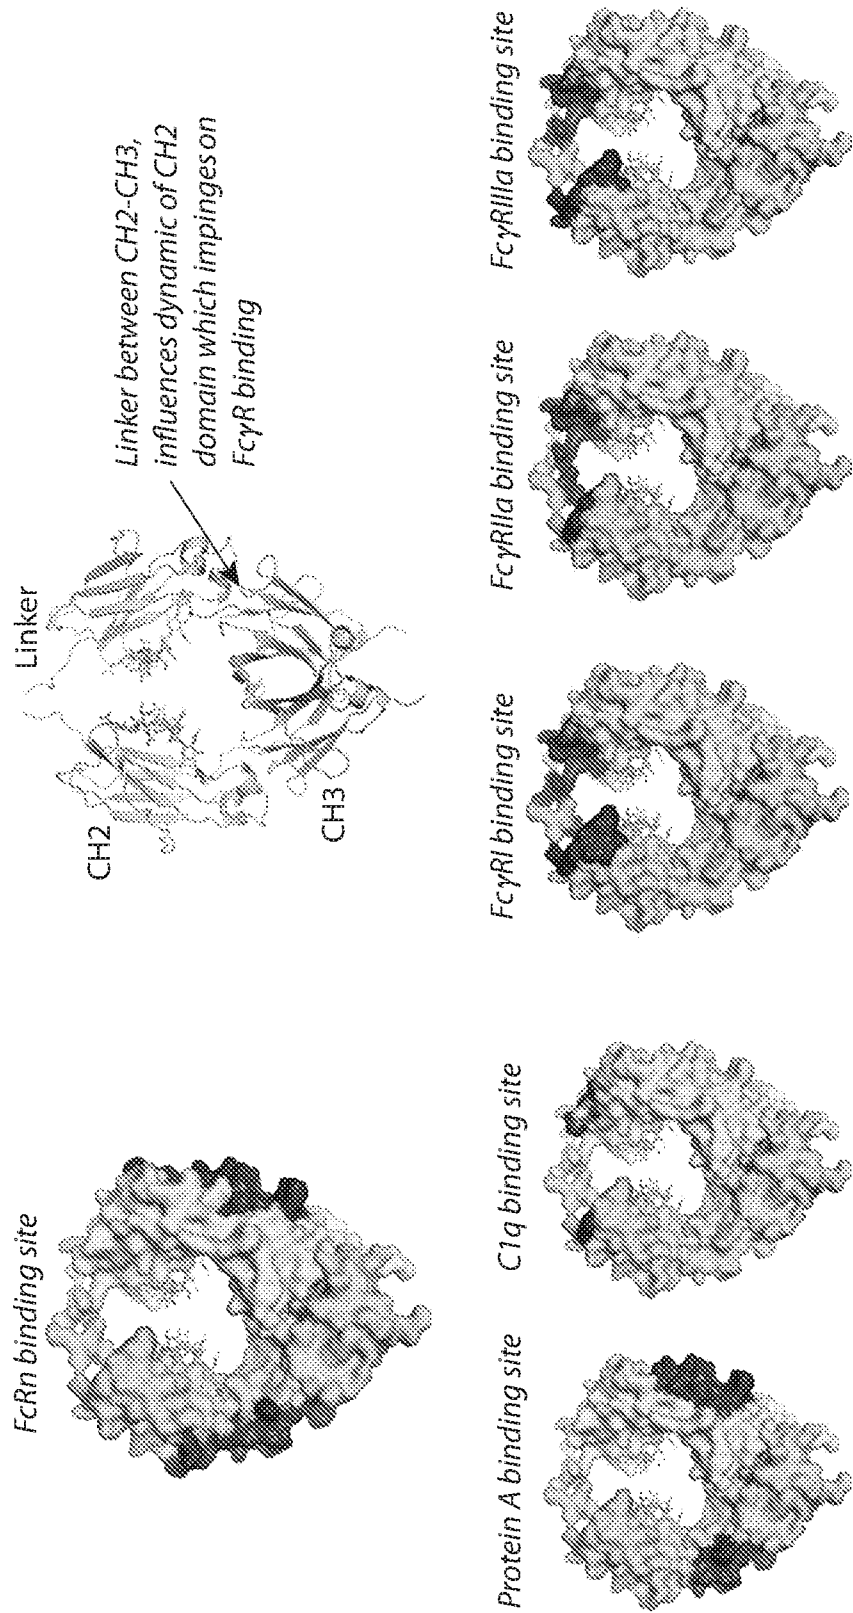 FcRn binding site
Linker
CH2
CH3
Linker between CH2-CH3,
influences dynamic of CH2
domain which impinges on
FcγR binding
Protein A binding site
C1q binding site
FcγRI binding site
FcγRIIa binding site
FcγRIIIa binding site